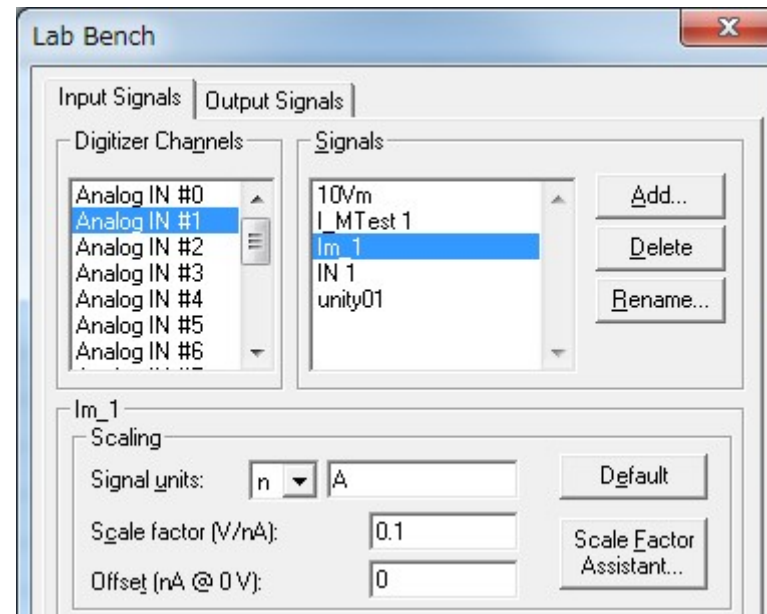 Lab Bench
Input Signals
Output Signals
Digitizer Channels
Analog IN #0
Analog IN #1
Analog IN #2
Analog IN #3
Analog IN #4
Analog IN #5
Analog IN #6
Signals
10Vm
I_MTest 1
Im_1
IN 1
unity01
Add...
Delete
Rename...
Im_1
Scaling
Signal units: n A
Default
Scale factor (V/nA): 0.1
Scale Factor
Assistant...
Offset (nA @ 0 V): 0